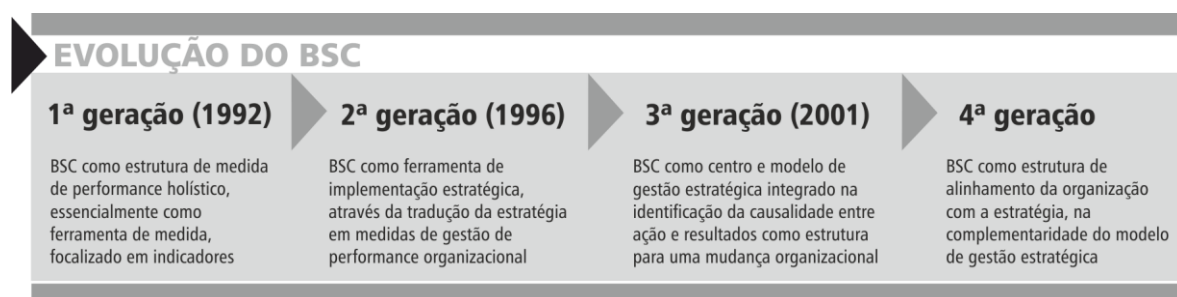 EVOLUÇÃO DO BSC
1ª geração (1992)
BSC como estrutura de medida
de performance holístico,
essencialmente como
ferramenta de medida,
focalizado em indicadores
2ª geração (1996)
BSC como ferramenta de
implementação estratégica,
através da tradução da estratégia
em medidas de gestão de
performance organizacional
3ª geração (2001)
BSC como centro e modelo de
gestão estratégica integrado na
identificação da causalidade entre
ação e resultados como estrutura
para uma mudança organizacional
4ª geração
BSC como estrutura de
alinhamento da organização
com a estratégia, na
complementaridade do modelo
de gestão estratégica